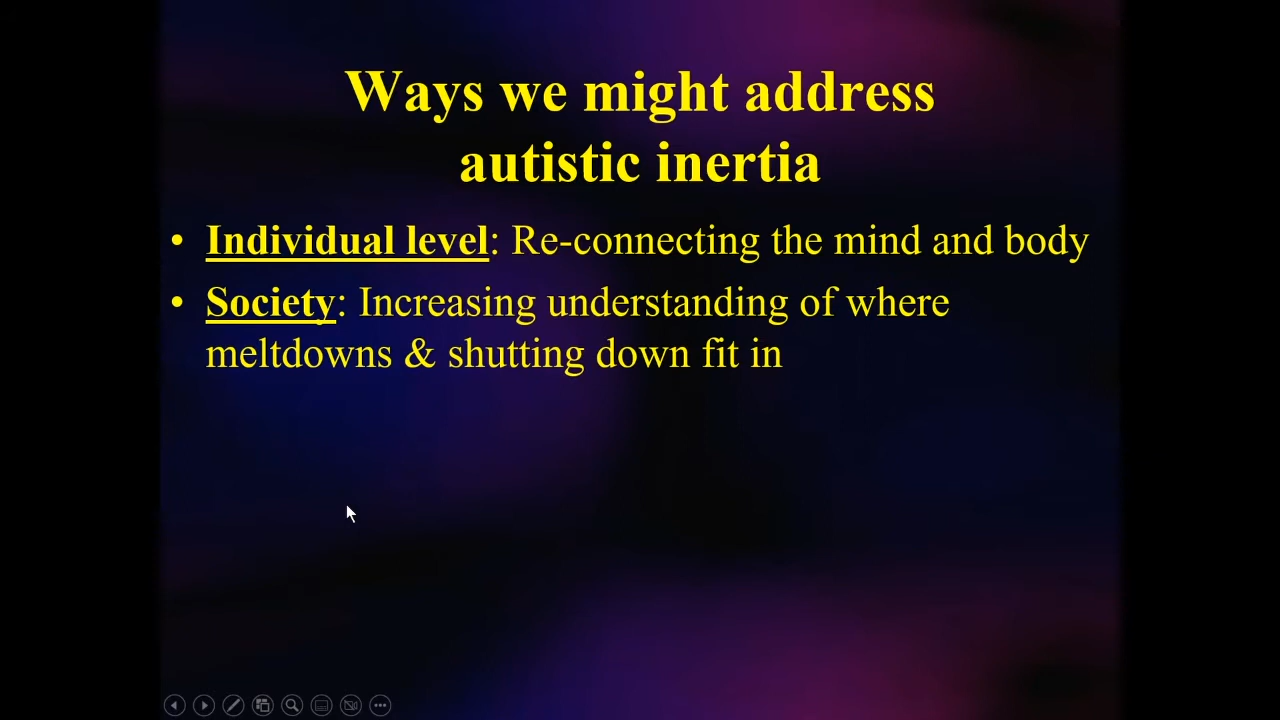 Ways we might address
autistic inertia
• Individual level: Re-connecting the mind and body
• Society: Increasing understanding of where
meltdowns & shutting down fit in